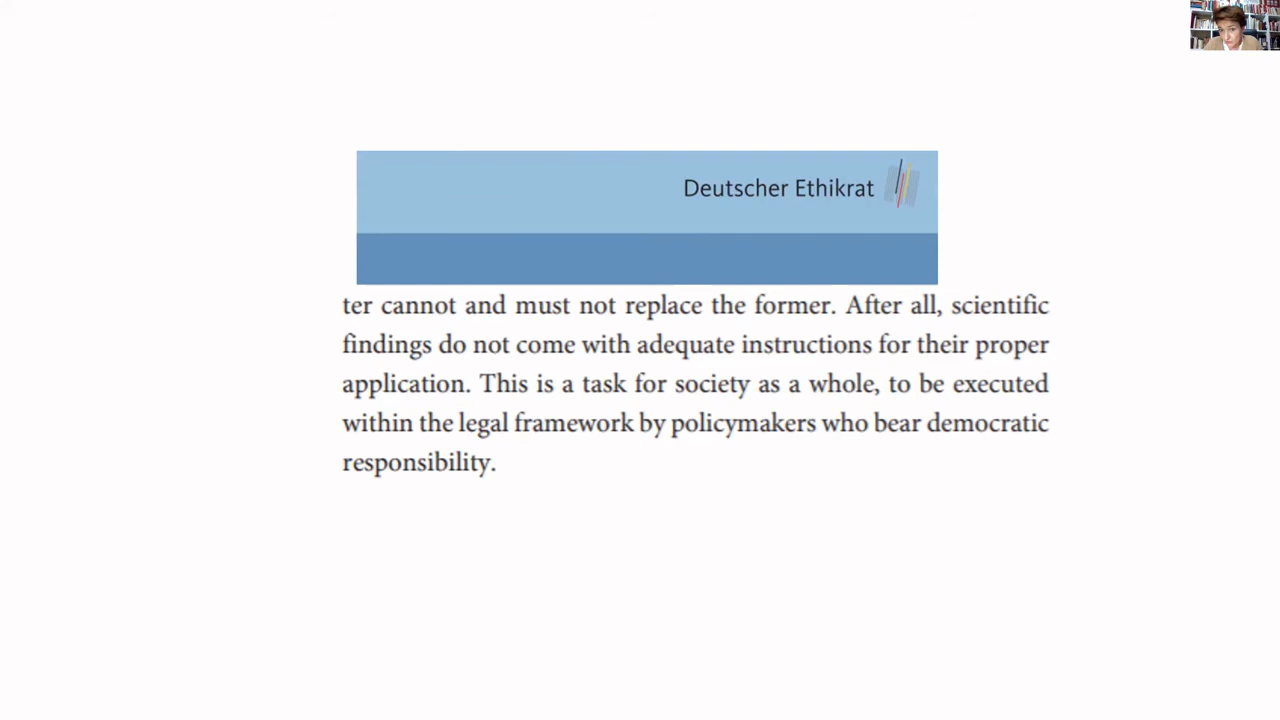 Deutscher Ethikrat
ter cannot and must not replace the former. After all, scientific
findings do not come with adequate instructions for their proper
application. This is a task for society as a whole, to be executed
within the legal framework by policymakers who bear democratic
responsibility.